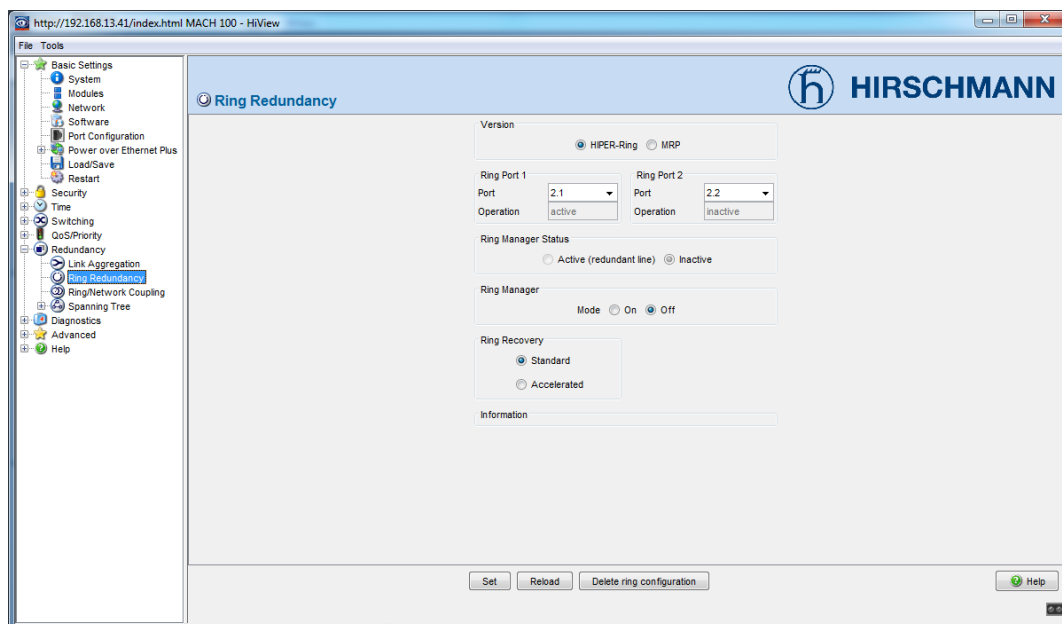 http://192.168.13.41/index.html MACH 100 - HiView
File Tools
Basic Settings
System
Modules
Network
Software
Port Configuration
Power over Ethernet Plus
Load/Save
Restart
Security
Time
Switching
QoS/Priority
Redundancy
Link Aggregation
Ring Redundancy
Ring/Network Coupling
Spanning Tree
Diagnostics
Advanced
Help
Ring Redundancy
HIRSCHMANN
Version
HIPER-Ring MRP
Ring Port 1 Ring Port 2
Port 2.1 Port 2.2
Operation active Operation inactive
Ring Manager Status
Active (redundant line) Inactive
Ring Manager
Mode On Off
Ring Recovery
Standard
Accelerated
Information
Set Reload Delete ring configuration Help